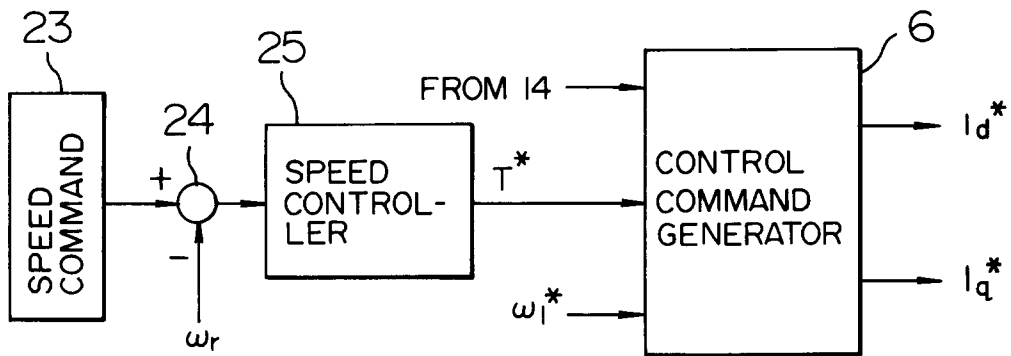 23
SPEED
COMMAND
24
+
-
ωr
25
SPEED
CONTROL-
LER
T*
FROM 14
ω1*
6
CONTROL
COMMAND
GENERATOR
Id*
Iq*